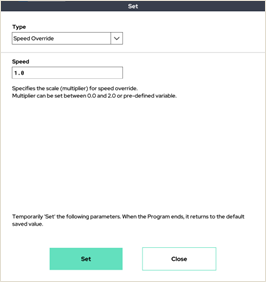 Set
Type
Speed Override
Speed
1.0
Specifies the scale (multiplier) for speed override.
Multiplier can be set between 0.0 and 2.0 or pre-defined variable.
Temporarily 'Set' the following parameters. When the Program ends, it returns to the default
saved value.
Set
Close